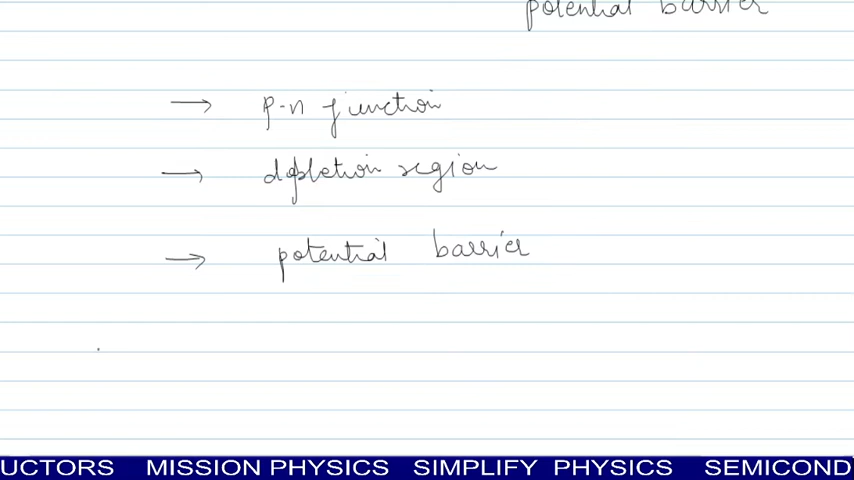 potential barrier
→ p-n junction
→ depletion region
→ potential barrier
UCTORS MISSION PHYSICS SIMPLIFY PHYSICS SEMICOND